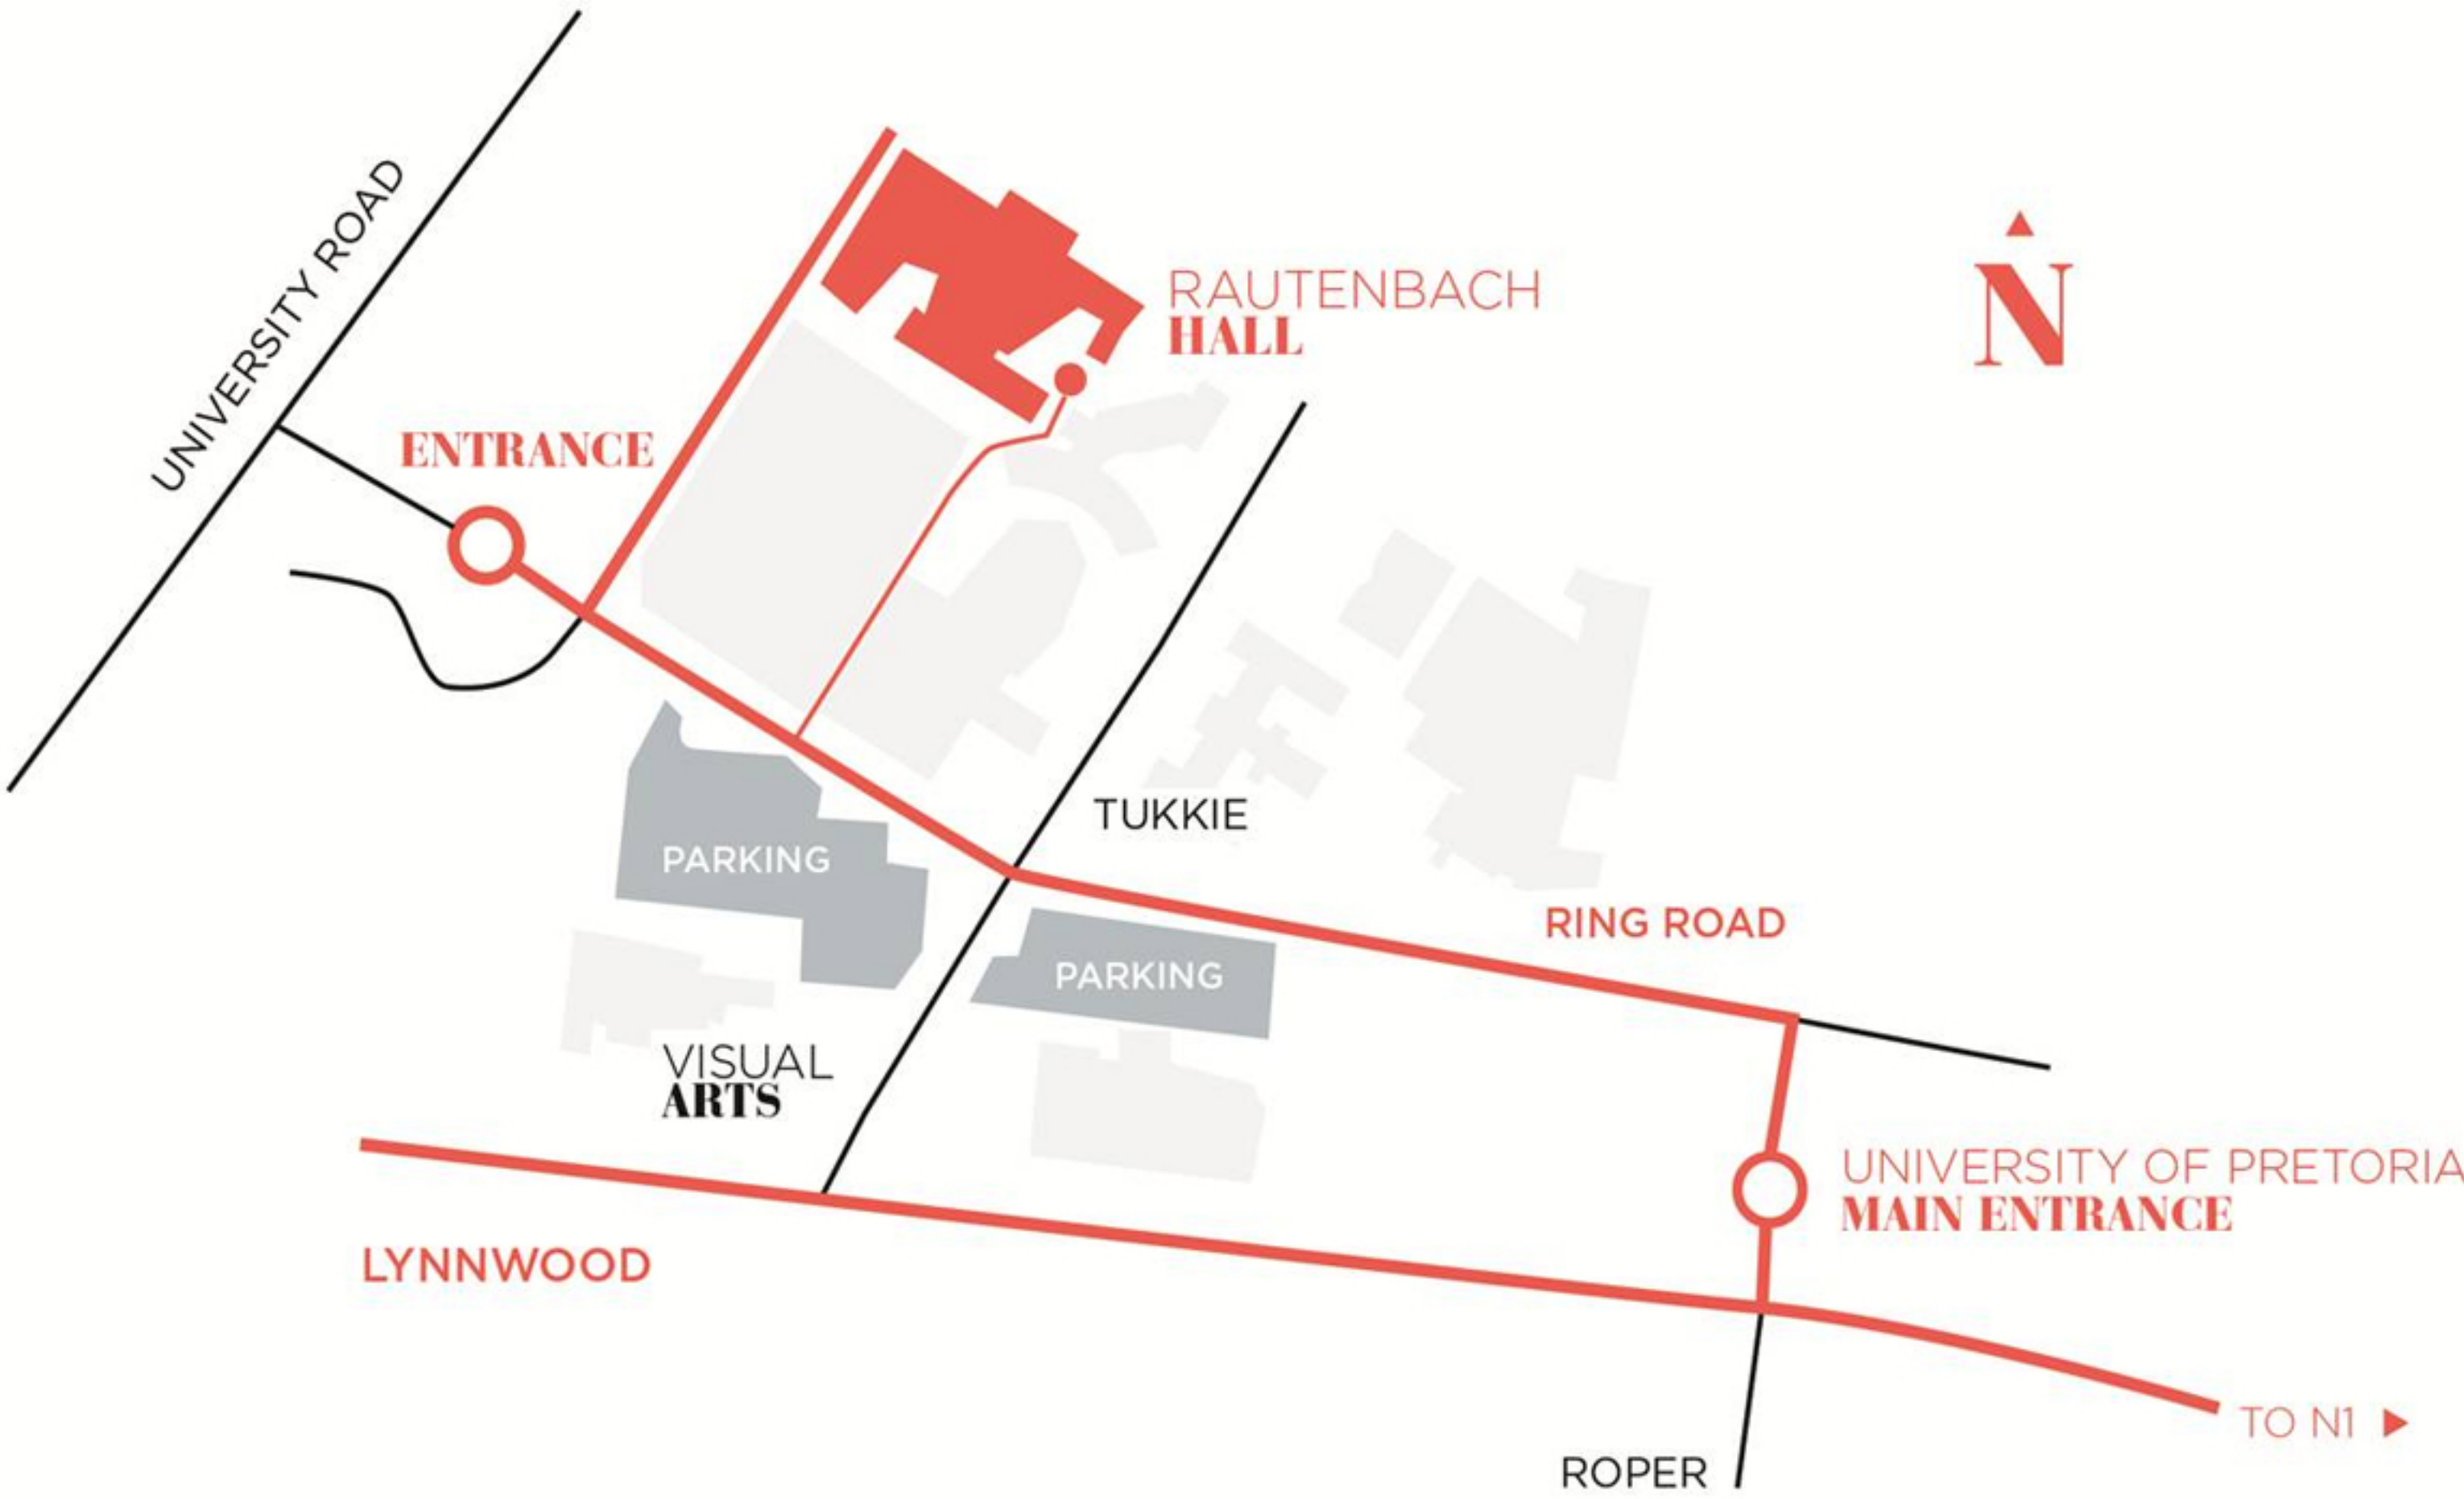 UNIVERSITY ROAD
RAUTENBACH
HALL
N
ENTRANCE
TUKKIE
PARKING
RING ROAD
PARKING
VISUAL
ARTS
UNIVERSITY OF PRETORIA
MAIN ENTRANCE
LYNNWOOD
TO N1
ROPER